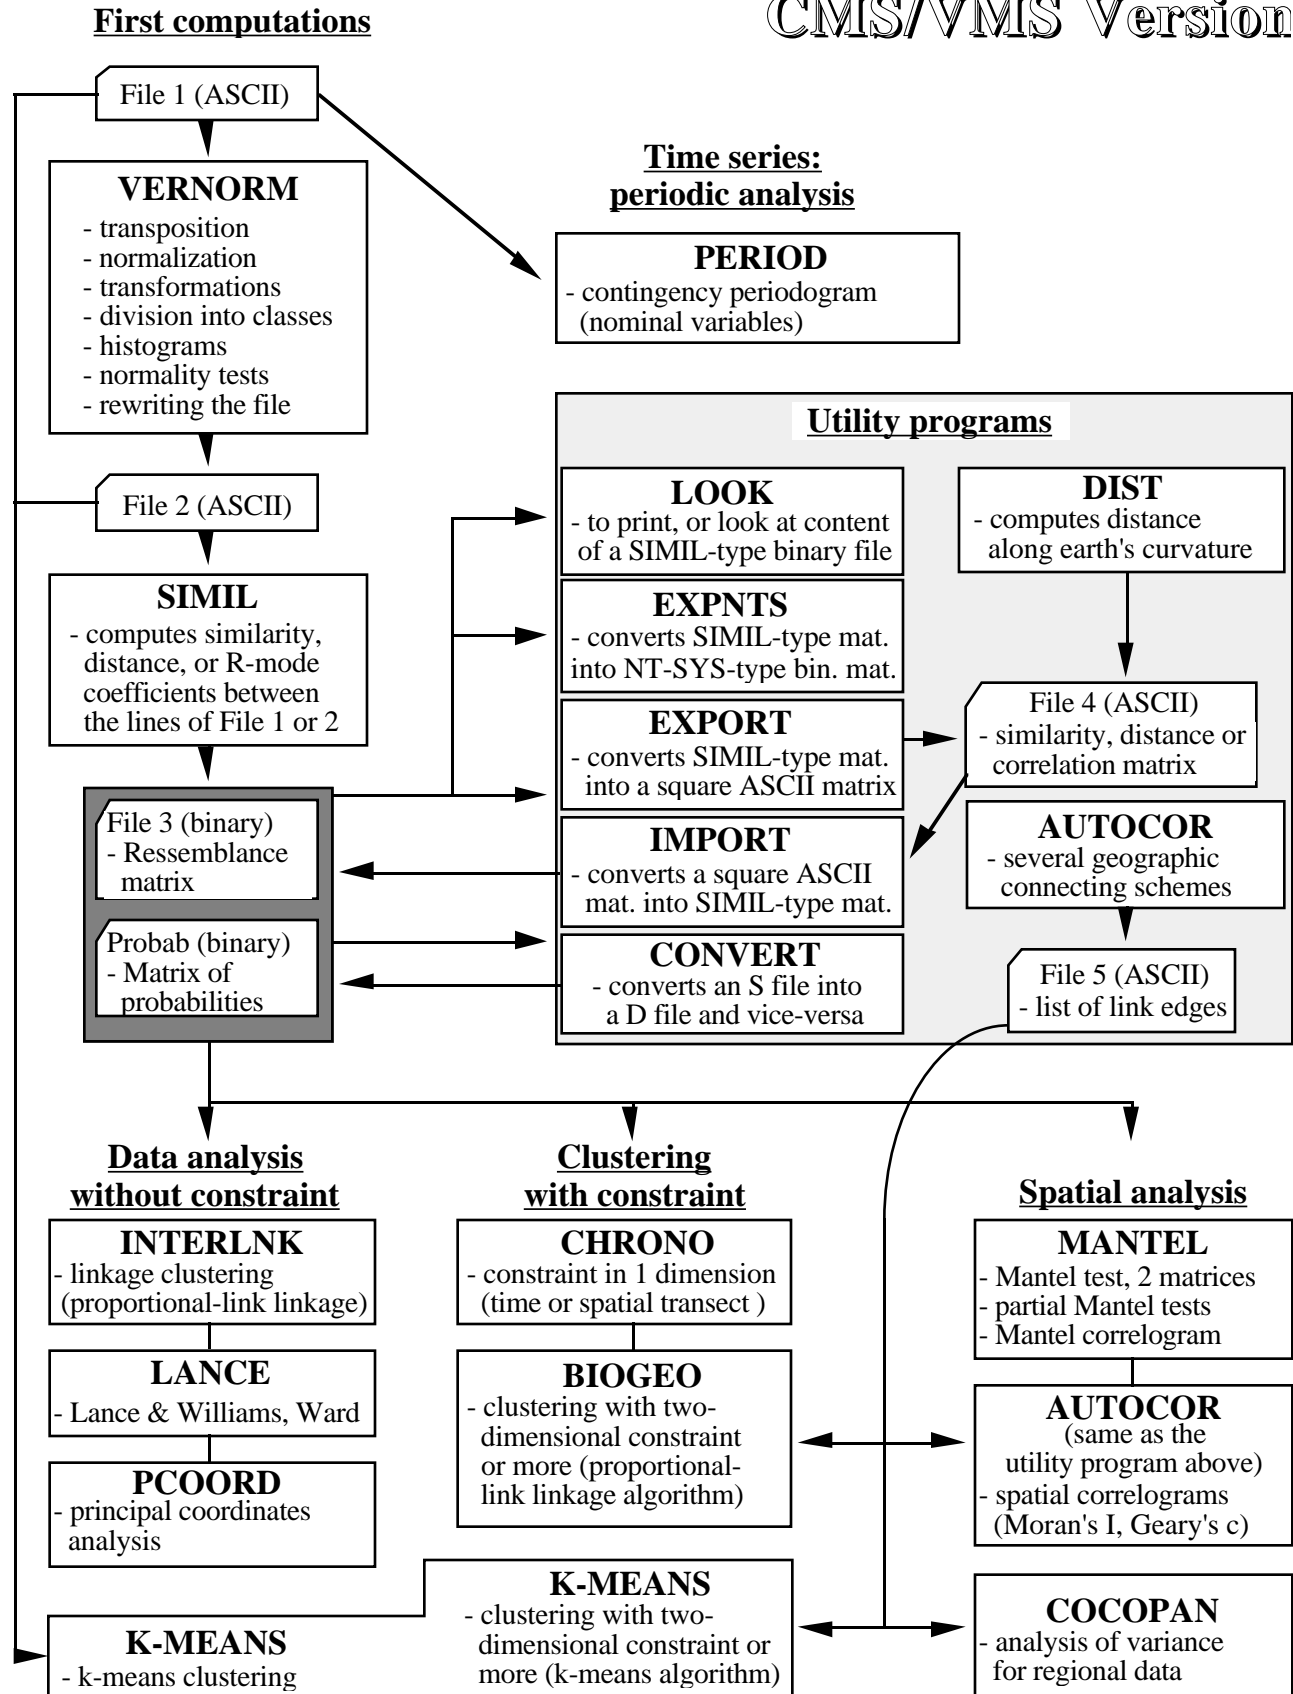 First computations
CMS/VMS Version
File 1 (ASCII)
VERNORM
- transposition
- normalization
- transformations
- division into classes
- histograms
- normality tests
- rewriting the file
Time series:
periodic analysis
PERIOD
- contingency periodogram
(nominal variables)
File 2 (ASCII)
SIMIL
- computes similarity,
distance, or R-mode
coefficients between
the lines of File 1 or 2
File 3 (binary)
- Ressemblance
matrix
Probab (binary)
- Matrix of
probabilities
Utility programs
LOOK
- to print, or look at content
of a SIMIL-type binary file
EXPNTS
- converts SIMIL-type mat.
into NT-SYS-type bin. mat.
EXPORT
- converts SIMIL-type mat.
into a square ASCII matrix
IMPORT
- converts a square ASCII
mat. into SIMIL-type mat.
CONVERT
- converts an S file into
a D file and vice-versa
DIST
- computes distance
along earth's curvature
File 4 (ASCII)
- similarity, distance or
correlation matrix
AUTOCOR
- several geographic
connecting schemes
File 5 (ASCII)
- list of link edges
Data analysis
without constraint
INTERLNK
- linkage clustering
(proportional-link linkage)
LANCE
- Lance & Williams, Ward
PCOORD
- principal coordinates
analysis
K-MEANS
- k-means clustering
Clustering
with constraint
CHRONO
- constraint in 1 dimension
(time or spatial transect )
BIOGEO
- clustering with two-
dimensional constraint
or more (proportional-
link linkage algorithm)
K-MEANS
- clustering with two-
dimensional constraint or
more (k-means algorithm)
Spatial analysis
MANTEL
- Mantel test, 2 matrices
- partial Mantel tests
- Mantel correlogram
AUTOCOR
(same as the
utility program above)
- spatial correlograms
(Moran's I, Geary's c)
COCOPAN
- analysis of variance
for regional data